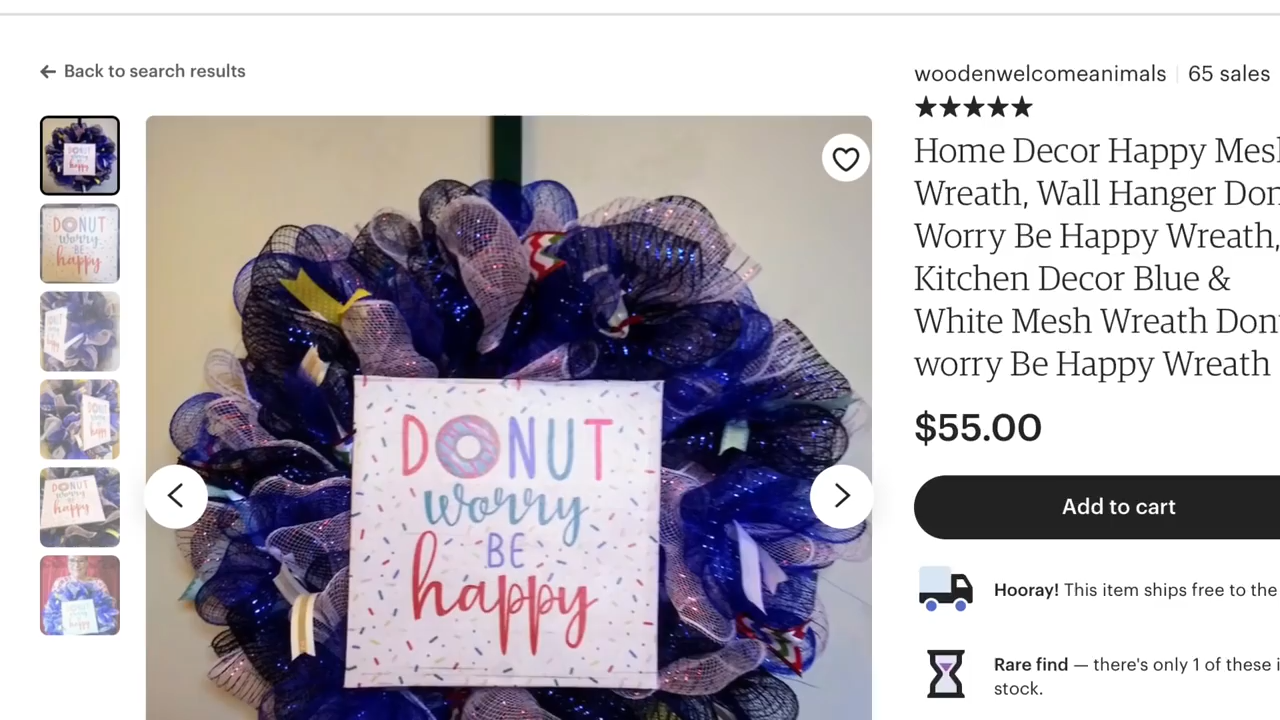 Back to search results
woodenwelcomeanimals 65 sales
Home Decor Happy Mesh
Wreath, Wall Hanger Don
Worry Be Happy Wreath,
Kitchen Decor Blue &
White Mesh Wreath Don
worry Be Happy Wreath
$55.00
Add to cart
Hooray! This item ships free to the
Rare find — there's only 1 of these i
stock.
DONUT
worry
BE
happy